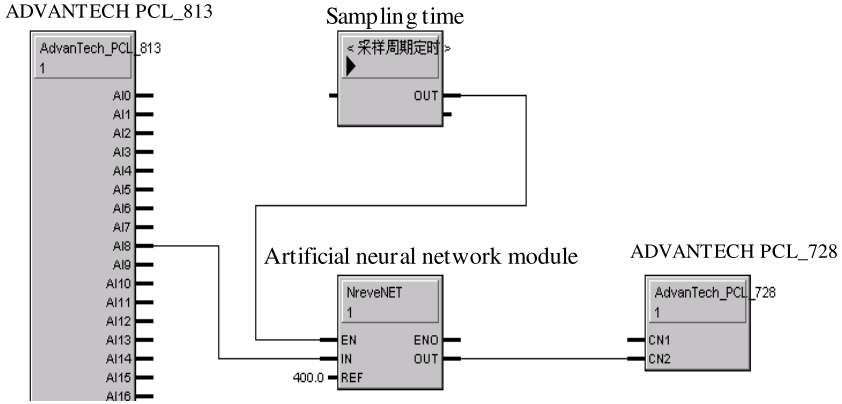 ADVANTECH PCL_813
Sampling time
AdvanTech_PCL_813
1
<采样周期定时>
AI0
AI1
AI2
AI3
AI4
AI5
AI6
AI7
AI8
AI9
AI10
AI11
AI12
AI13
AI14
AI15
AI16
OUT
Artificial neural network module
NreveNET
1
EN
ENO
IN
OUT
400.0
REF
ADVANTECH PCL_728
AdvanTech_PCL_728
1
CN1
CN2